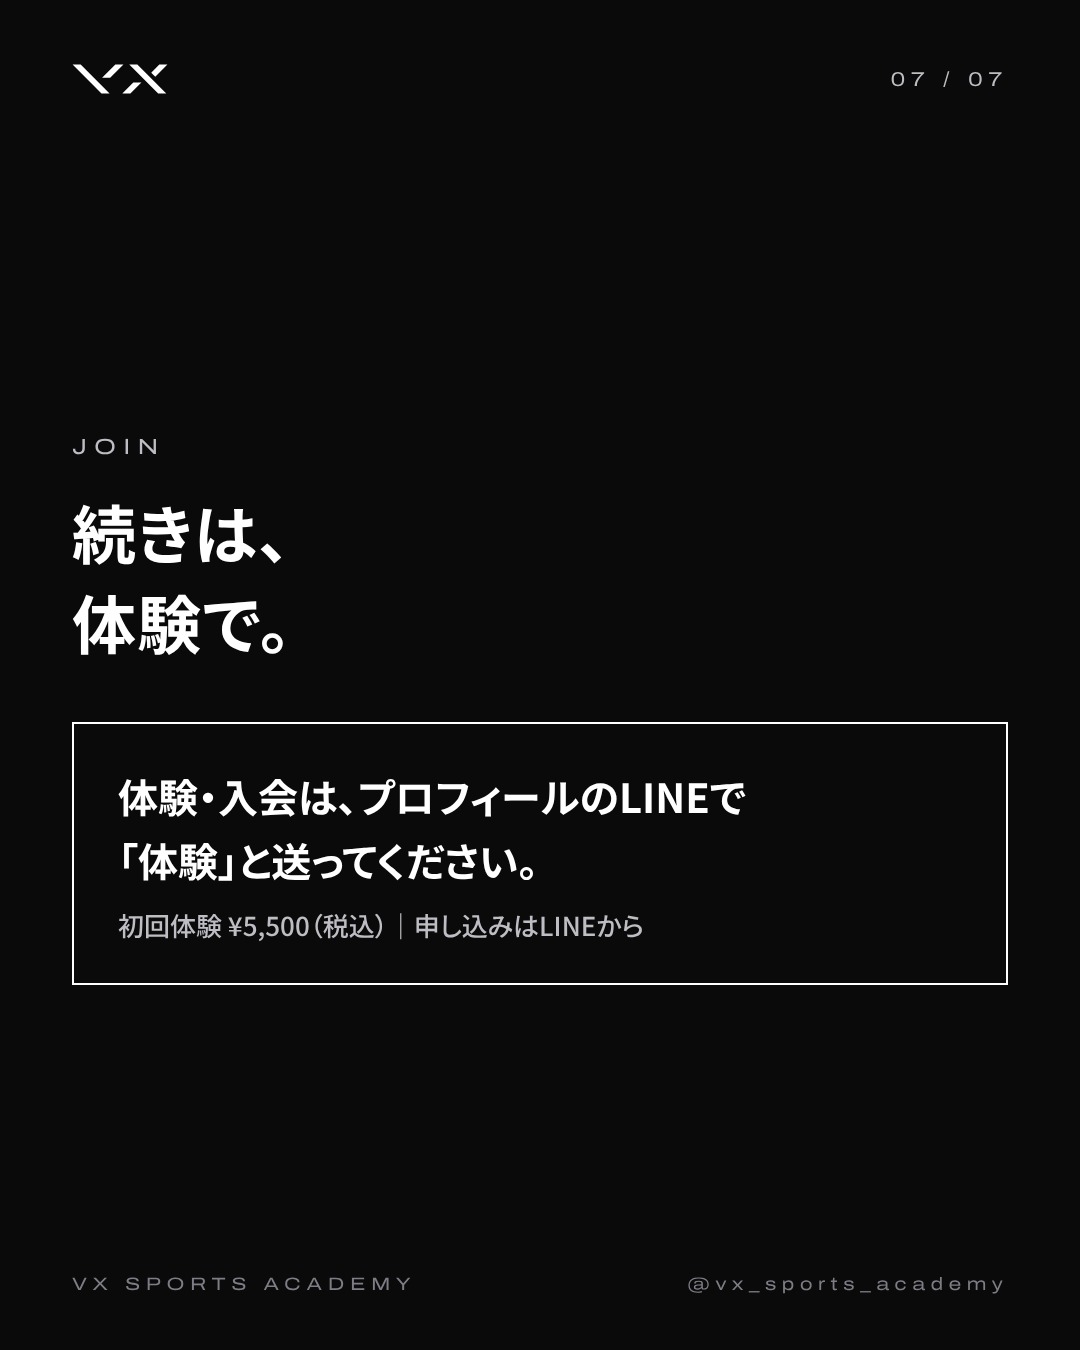 VX
07 / 07
JOIN
続きは、
体験で。
体験・入会は、プロフィールのLINEで
「体験」と送ってください。
初回体験 ¥5,500(税込)｜申し込みはLINEから
VX SPORTS ACADEMY
@vx_sports_academy